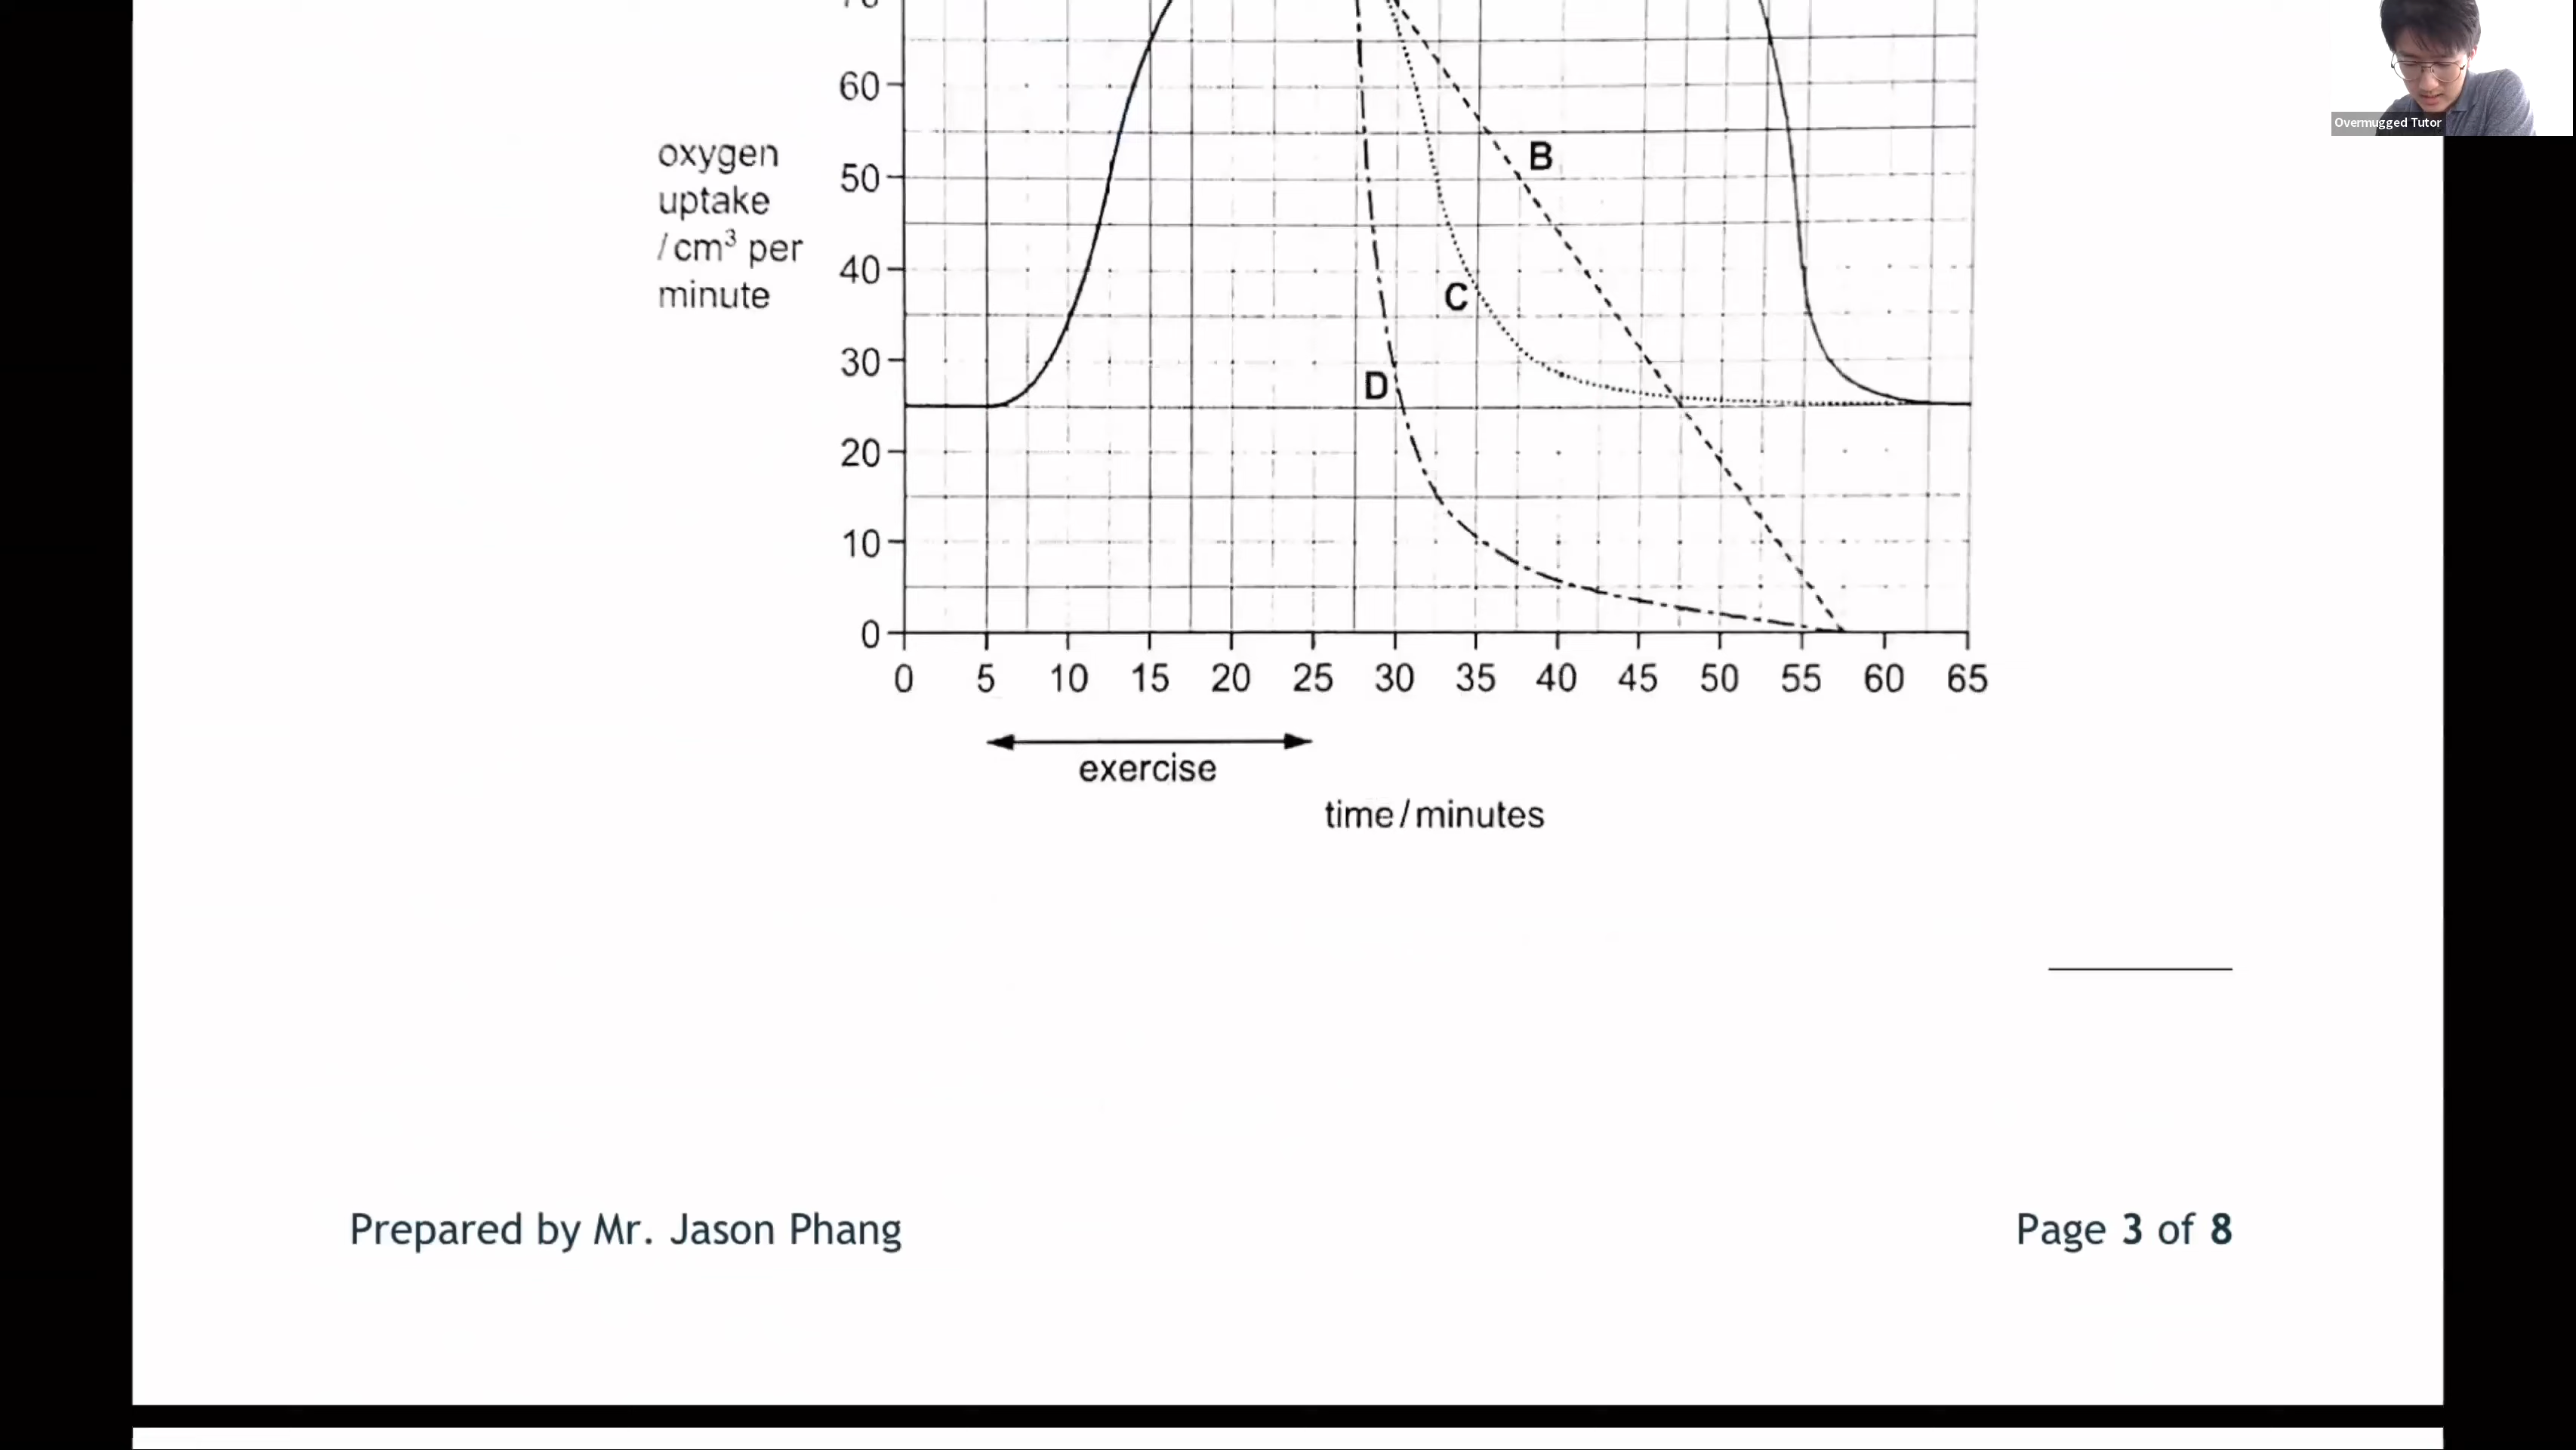 Overmugged Tutor
60
oxygen
uptake
/cm³ per
minute
50
40
30
20
10
0
B
C
D
0 5 10 15 20 25 30 35 40 45 50 55 60 65
exercise
time/minutes
Prepared by Mr. Jason Phang
Page 3 of 8